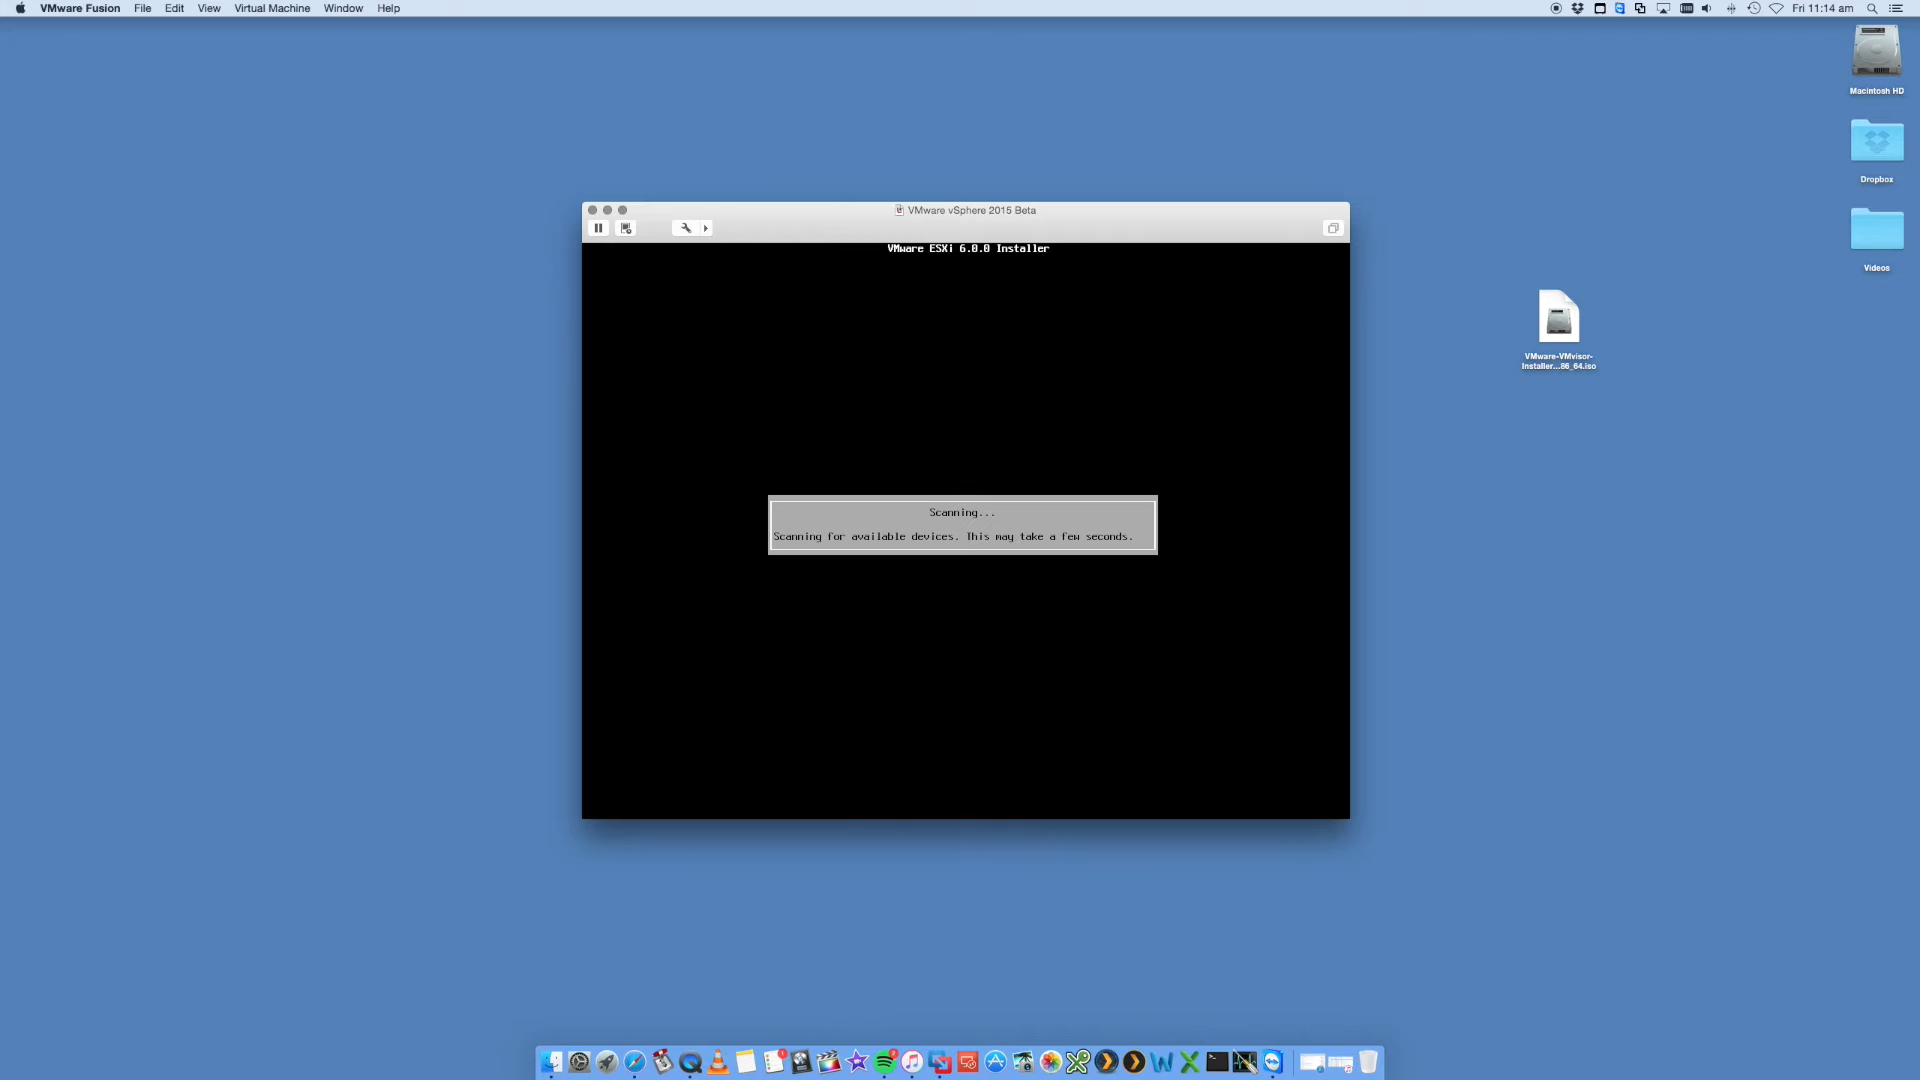 VMware Fusion File Edit View Virtual Machine Window Help Fri 11:14 am
Macintosh HD
Dropbox
Videos
VMware vSphere 2015 Beta
VMware ESXi 6.0.0 Installer
VMware-VMvisor-
Installer...86_64.iso
Scanning...
Scanning for available devices. This may take a few seconds.